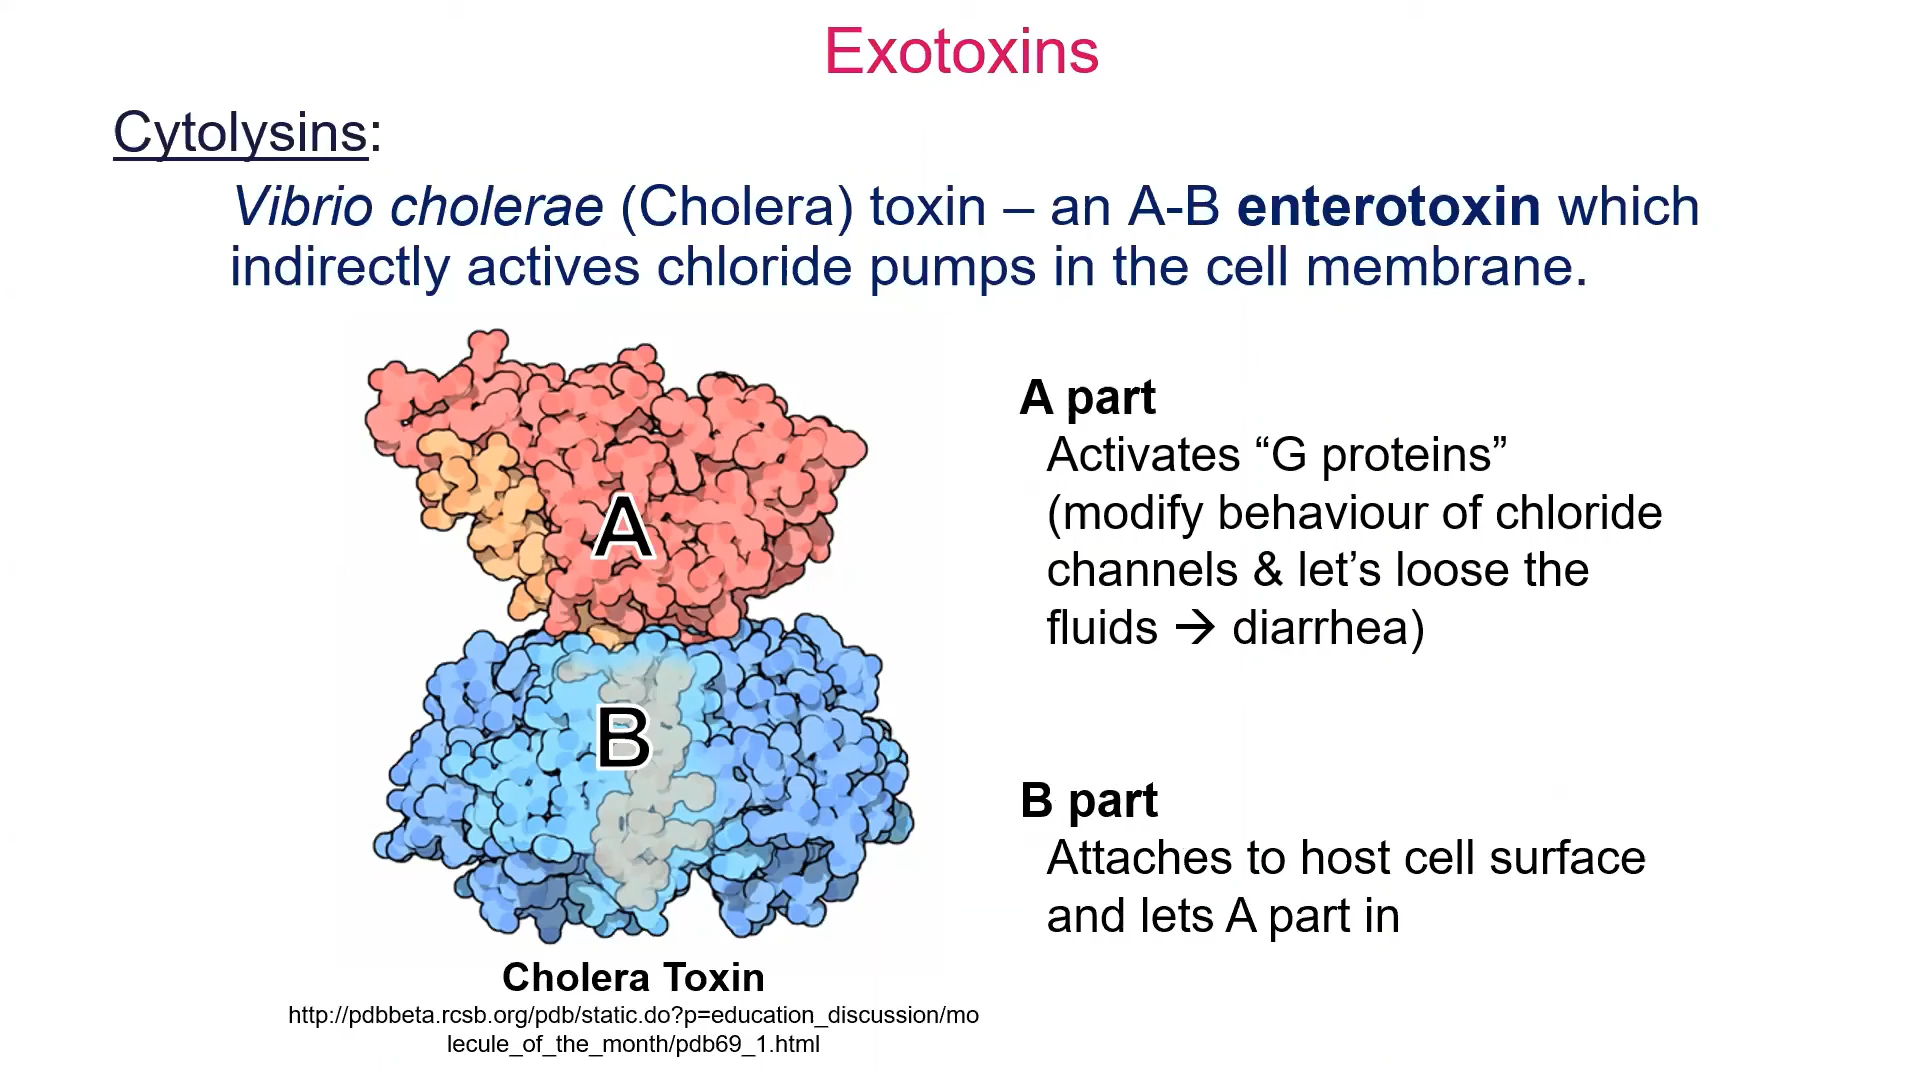 Exotoxins
Cytolysins:
Vibrio cholerae (Cholera) toxin – an A-B enterotoxin which
indirectly actives chloride pumps in the cell membrane.
A
B
Cholera Toxin
http://pdbbeta.rcsb.org/pdb/static.do?p=education_discussion/mo
lecule_of_the_month/pdb69_1.html
A part
Activates “G proteins”
(modify behaviour of chloride
channels & let’s loose the
fluids → diarrhea)
B part
Attaches to host cell surface
and lets A part in